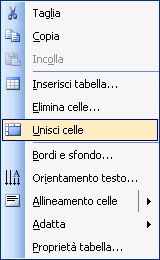 Taglia
Copia
Incolla
Inserisci tabella...
Elimina celle...
Unisci celle
Bordi e sfondo...
Orientamento testo...
Allineamento celle
Adatta
Proprietà tabella...